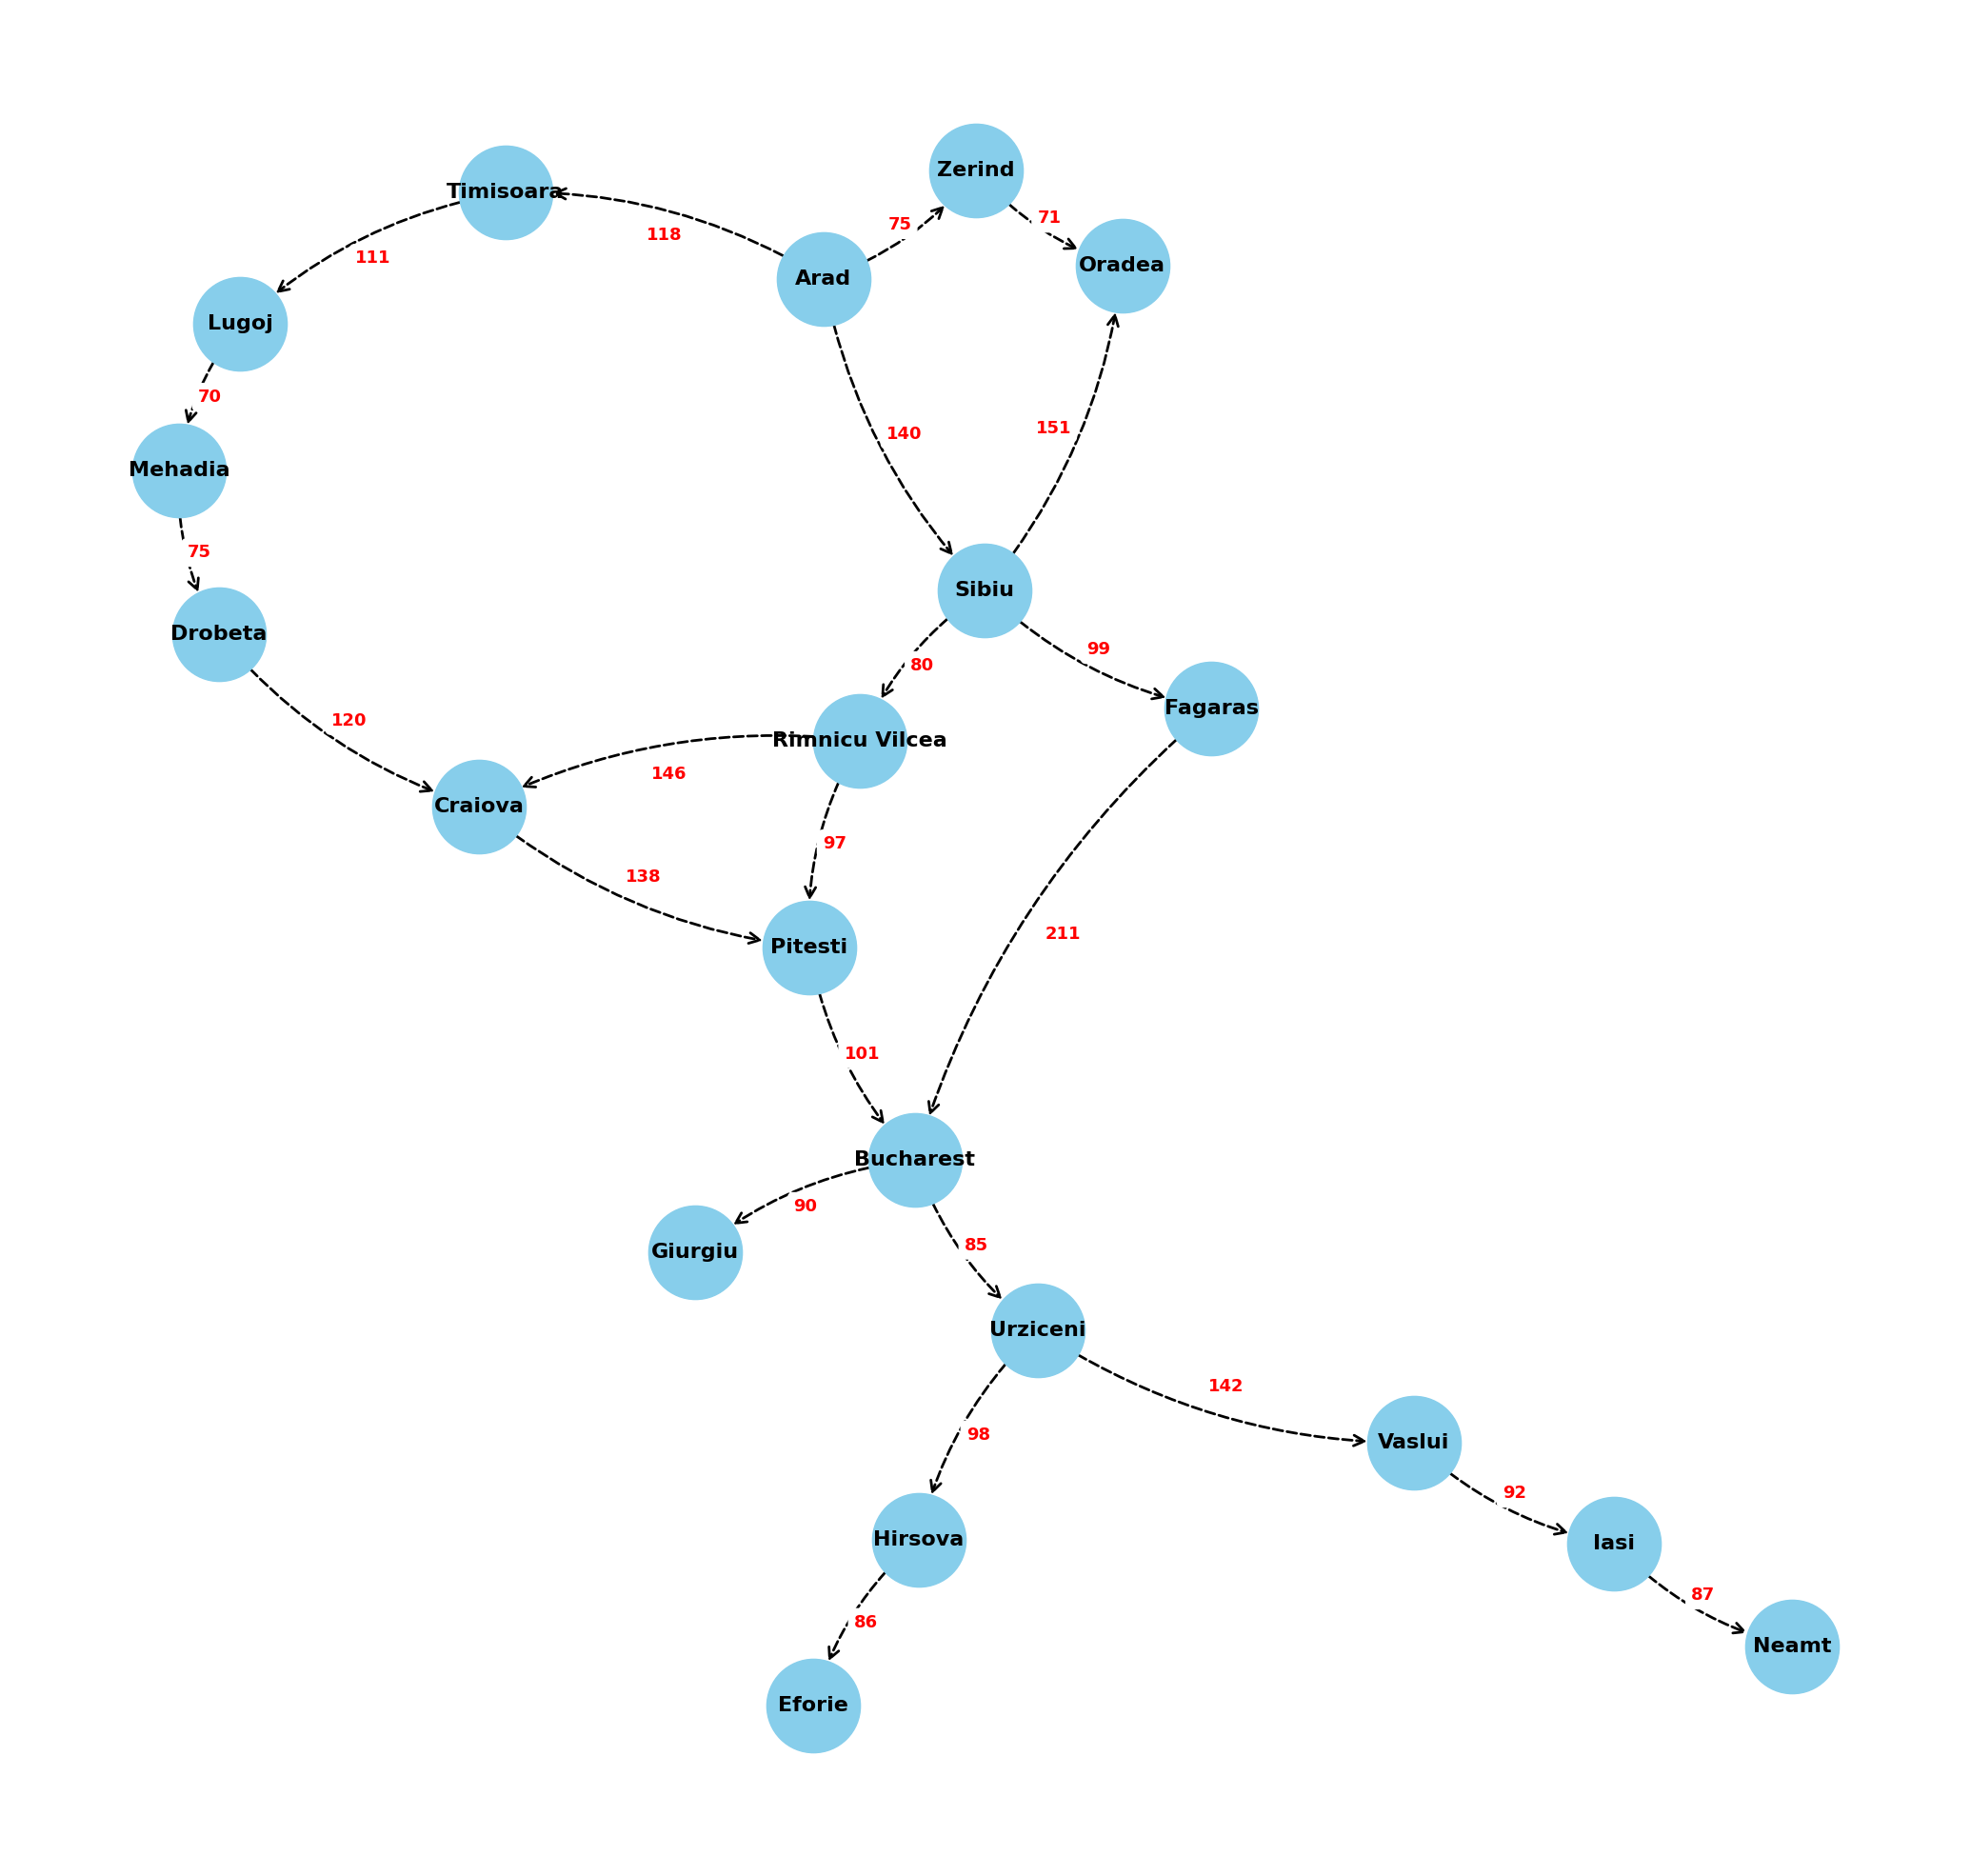 Zerind
Timisoara
75
71
118
Oradea
111
Arad
Lugoj
70
140
151
Mehadia
75
Sibiu
Drobeta
99
80
Fagaras
120
Rimnicu Vilcea
146
Craiova
97
138
211
Pitesti
101
Bucharest
90
85
Giurgiu
Urziceni
142
98
Vaslui
92
Hirsova
Iasi
87
86
Neamt
Eforie